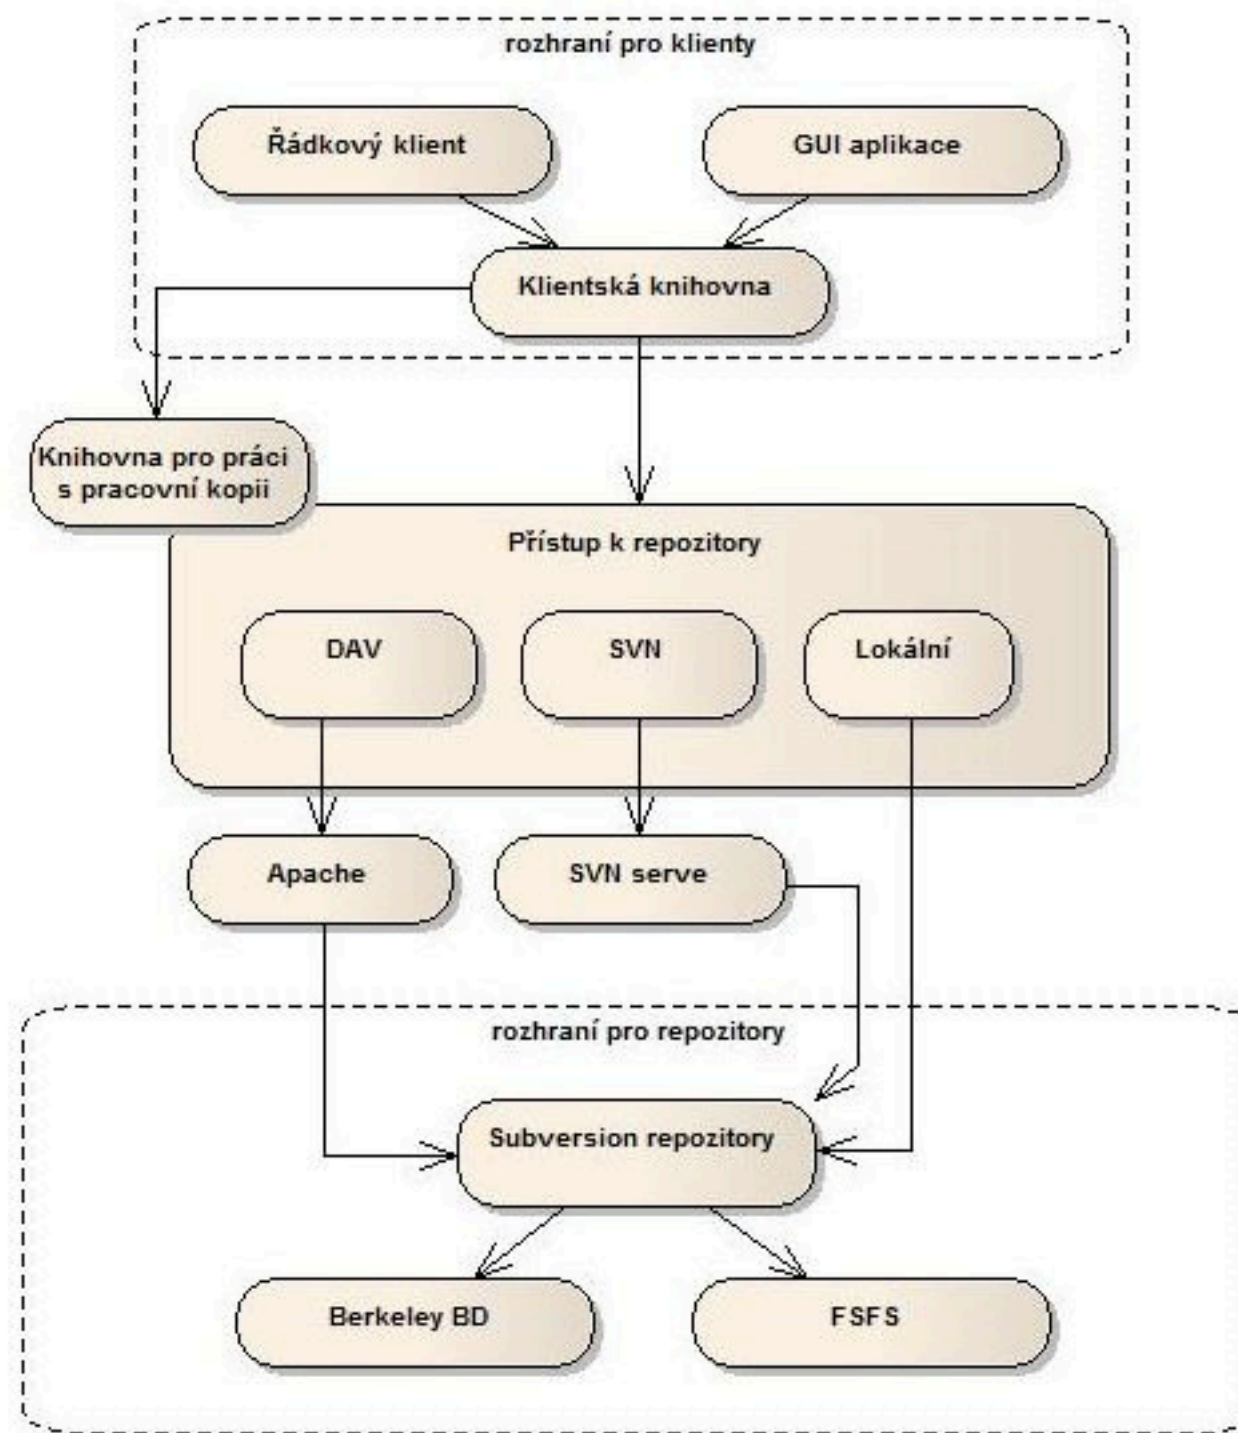 rozhraní pro klienty
Řádkový klient
GUI aplikace
Klientská knihovna
Knihovna pro práci
s pracovní kopii
Přístup k repozitory
DAV
SVN
Lokální
Apache
SVN serve
rozhraní pro repozitory
Subversion repozitory
Berkeley BD
FSFS